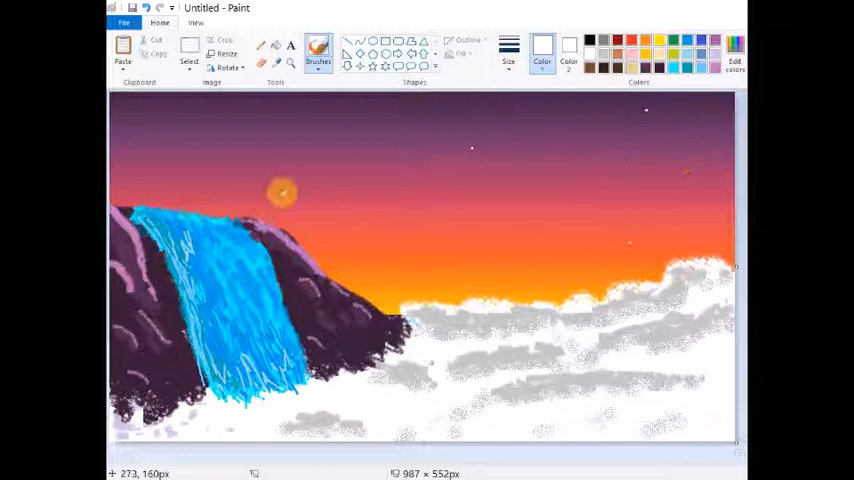 Untitled - Paint
File Home View
Paste
Cut
Copy
Clipboard
Select
Crop
Resize
Rotate
Image
A
Tools
Brushes
Outline
Fill
Shapes
Size
Color 1
Color 2
Edit colors
Colors
273, 160px
987 × 552px